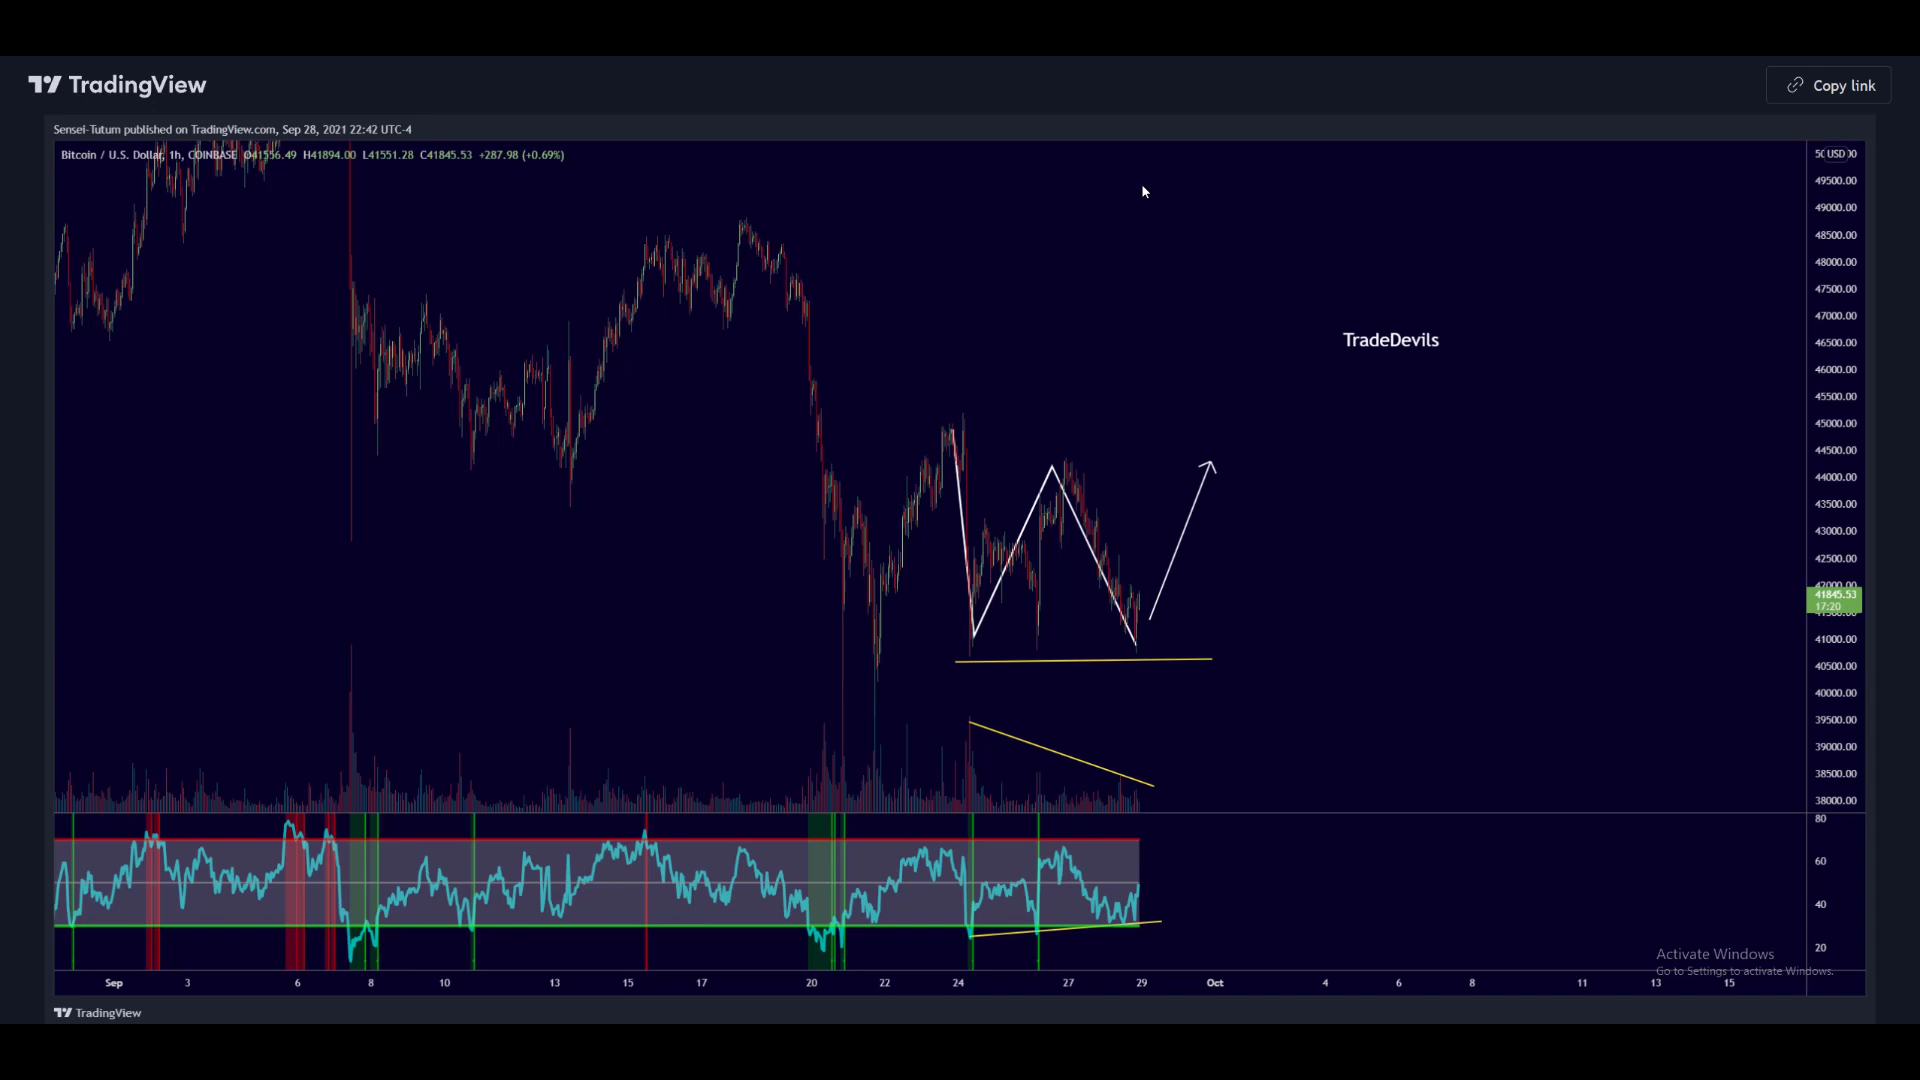 TradingView
Copy link
Sensei-Tutum published on TradingView.com, Sep 28, 2021 22:42 UTC-4
Bitcoin / U.S. Dollar, 1h, COINBASE O41556.49 H41894.00 L41551.28 C41845.53 +287.98 (+0.69%)
USD
49500.00
49000.00
48500.00
48000.00
47500.00
47000.00
TradeDevils
46500.00
46000.00
45500.00
45000.00
44500.00
44000.00
43500.00
43000.00
42500.00
42000.00
41845.53
17:20
41000.00
40500.00
40000.00
39500.00
39000.00
38500.00
38000.00
80
60
40
20
Activate Windows
Go to Settings to activate Windows.
Sep 3 6 8 10 13 15 17 20 22 24 27 29 Oct 4 6 8 11 13 15
TradingView